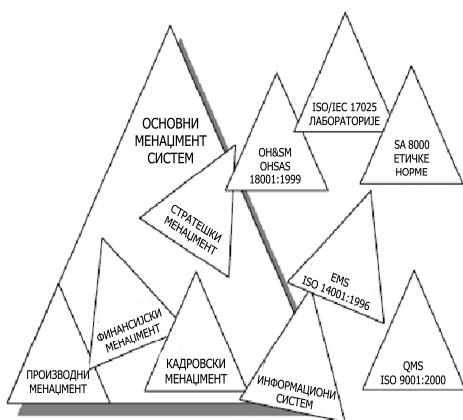 ISO/IEC 17025
ЛАБОРАТОРИЈЕ
ОСНОВНИ
МЕНАЏМЕНТ
СИСТЕМ
OH&SM
OHSAS
18001:1999
SA 8000
ЕТИЧКЕ
НОРМЕ
СТРАТЕШКИ
МЕНАЏМЕНТ
EMS
ISO 14001:1996
ФИНАНСИЈСКИ
МЕНАЏМЕНТ
ПРОИЗВОДНИ
МЕНАЏМЕНТ
КАДРОВСКИ
МЕНАЏМЕНТ
ИНФОРМАЦИОНИ
СИСТЕМ
QMS
ISO 9001:2000